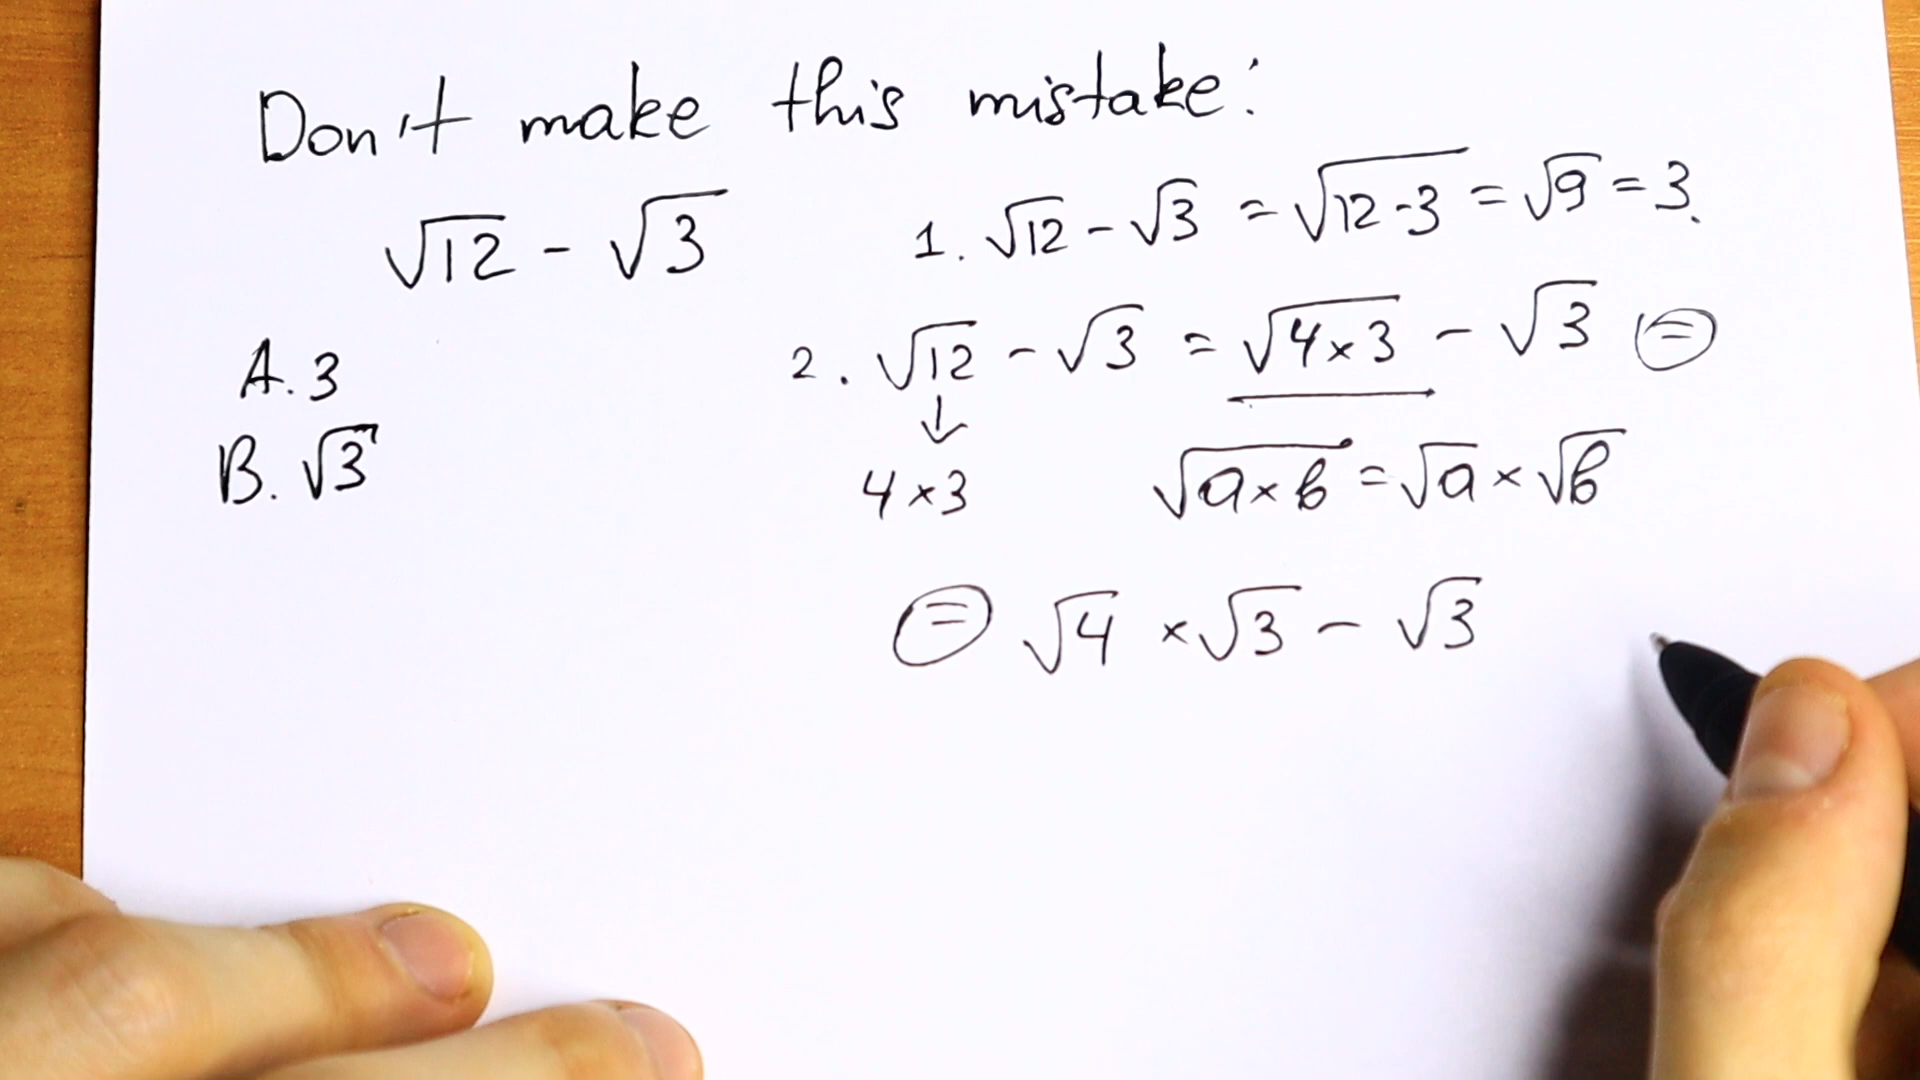 Don't make this mistake:
√12 - √3
A. 3
B. √3
1. √12 - √3 = √(12-3) = √9 = 3.
2. √12 - √3 = √(4×3) - √3 =
↓
4×3
√(a×b) = √a × √b
= √4 × √3 - √3